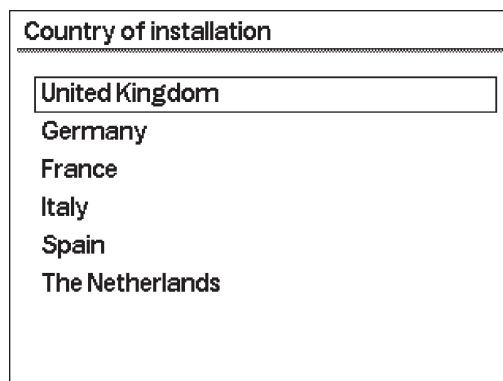 Country of installation
United Kingdom
Germany
France
Italy
Spain
The Netherlands